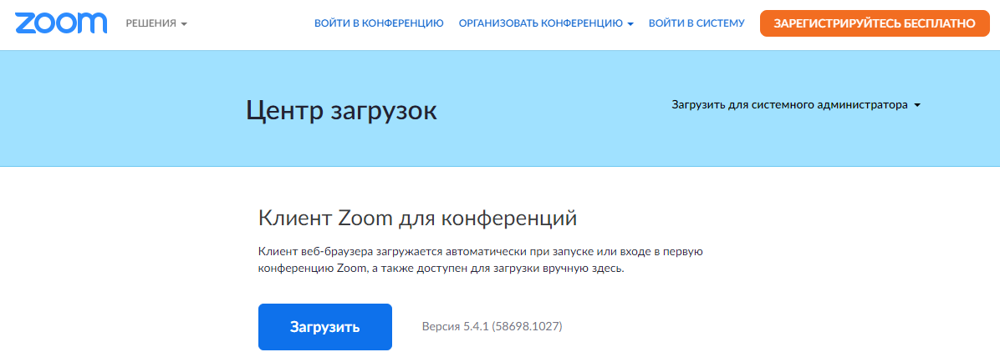 zoom
РЕШЕНИЯ
ВОЙТИ В КОНФЕРЕНЦИЮ
ОРГАНИЗОВАТЬ КОНФЕРЕНЦИЮ
ВОЙТИ В СИСТЕМУ
ЗАРЕГИСТРИРУЙТЕСЬ БЕСПЛАТНО
Центр загрузок
Загрузить для системного администратора
Клиент Zoom для конференций
Клиент веб-браузера загружается автоматически при запуске или входе в первую
конференцию Zoom, а также доступен для загрузки вручную здесь.
Загрузить
Версия 5.4.1 (58698.1027)